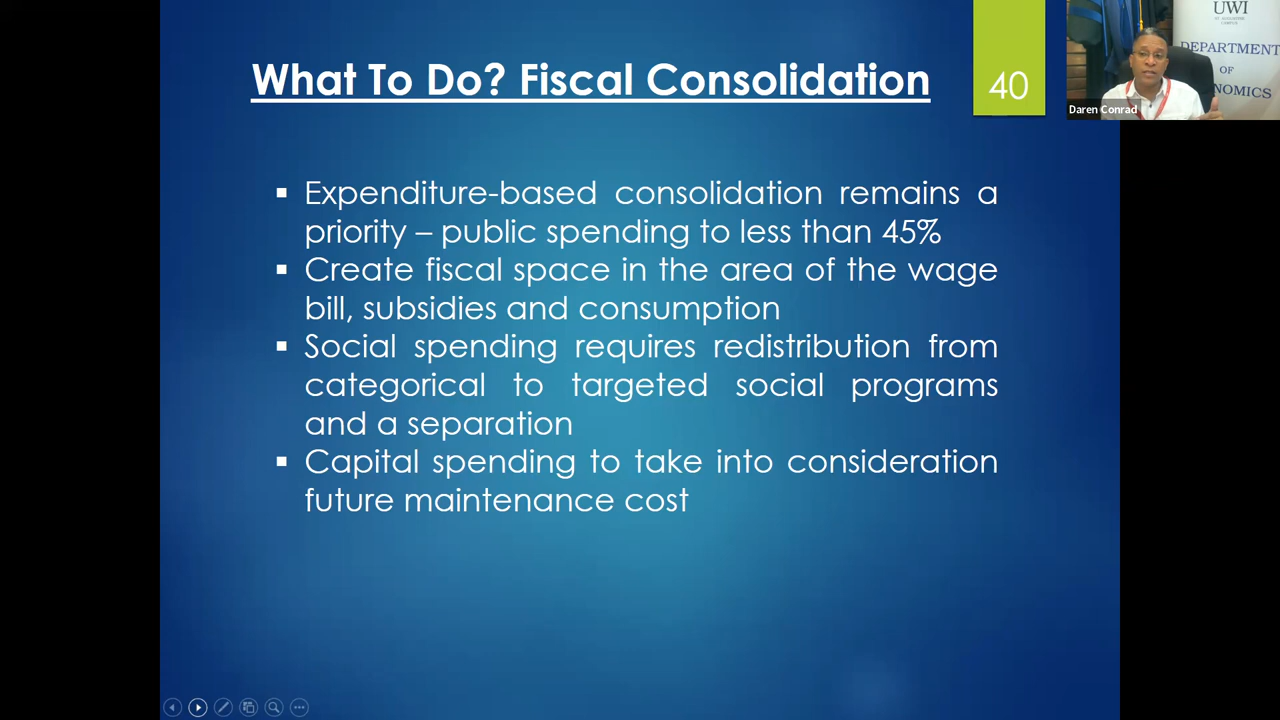 What To Do? Fiscal Consolidation
40
▪ Expenditure-based consolidation remains a
priority – public spending to less than 45%
▪ Create fiscal space in the area of the wage
bill, subsidies and consumption
▪ Social spending requires redistribution from
categorical to targeted social programs
and a separation
▪ Capital spending to take into consideration
future maintenance cost
UWI
DEPARTMENT
OF
NOMICS
Daren Conrad